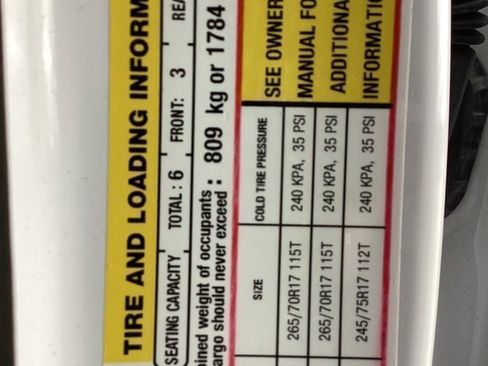 TIRE AND LOADING INFORM
SEATING CAPACITY TOTAL: 6 FRONT: 3 REA
bined weight of occupants
argo should never exceed : 809 kg or 1784
SIZE COLD TIRE PRESSURE SEE OWNER
265/70R17 115T 240 KPA, 35 PSI MANUAL FO
265/70R17 115T 240 KPA, 35 PSI ADDITIONA
245/75R17 112T 240 KPA, 35 PSI INFORMATIO